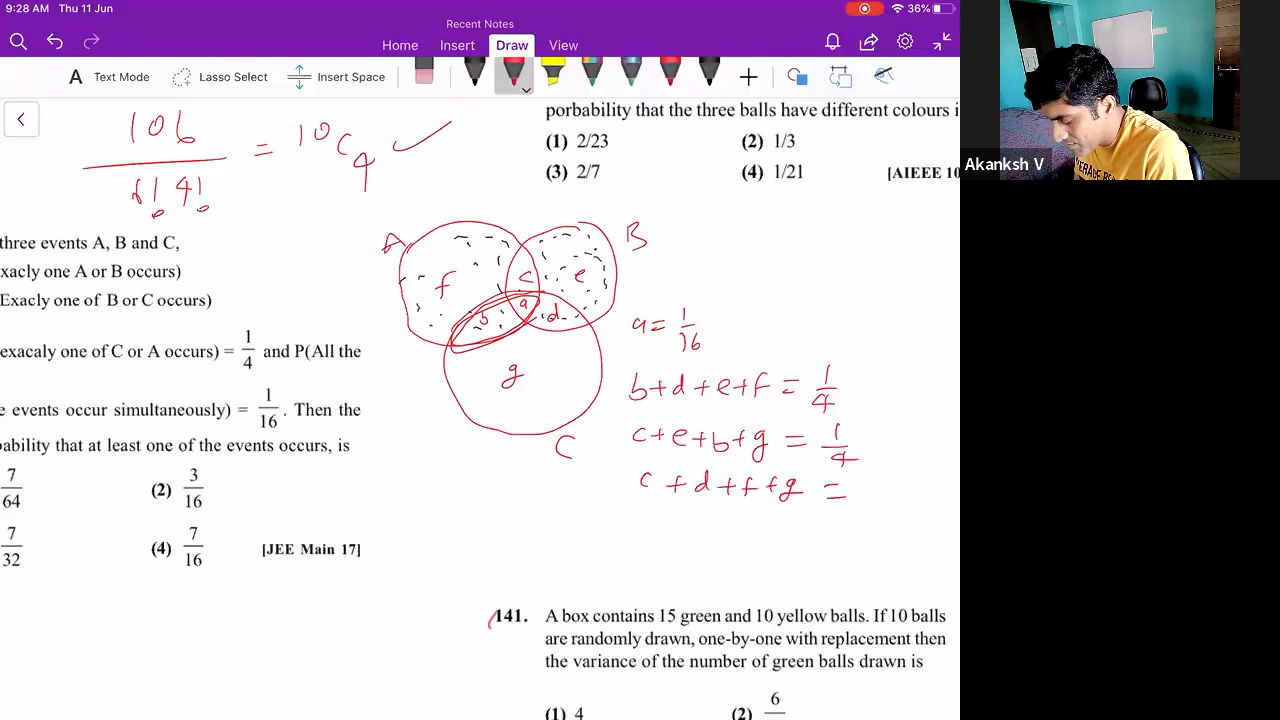 9:28 AM Thu 11 Jun
36%
Recent Notes
Home Insert Draw View
Text Mode Lasso Select Insert Space
10!
6! 4! = 10C4 ✓
three events A, B and C,
xacly one A or B occurs)
Exacly one of B or C occurs)
exacaly one of C or A occurs) = 1/4 and P(All the
e events occur simultaneously) = 1/16. Then the
bability that at least one of the events occurs, is
7/64 (2) 3/16
7/32 (4) 7/16 [JEE Main 17]
porbability that the three balls have different colours i
(1) 2/23 (2) 1/3
(3) 2/7 (4) 1/21 [AIEEE 10
A B
f c e
b a d
g
C
a = 1/16
b+d+e+f = 1/4
c+e+b+g = 1/4
c+d+f+g =
141. A box contains 15 green and 10 yellow balls. If 10 balls
are randomly drawn, one-by-one with replacement then
the variance of the number of green balls drawn is
(1) 4 (2) 6
Akanksh V